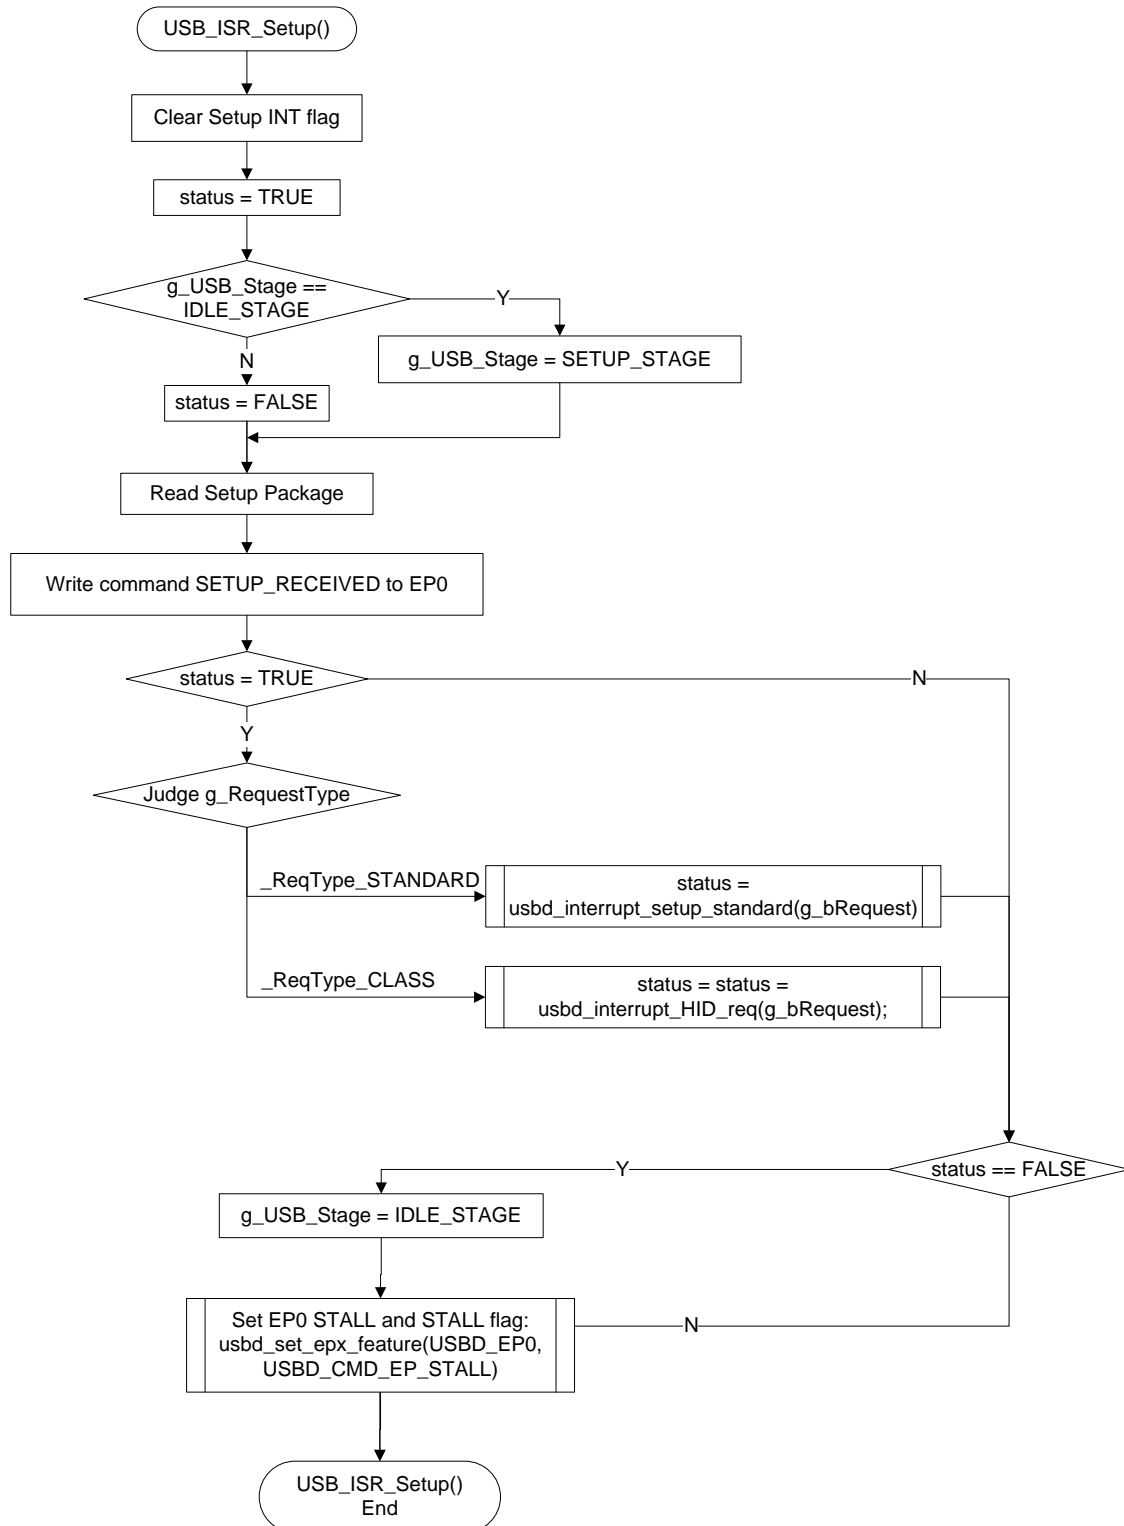 USB_ISR_Setup()
Clear Setup INT flag
status = TRUE
g_USB_Stage ==
IDLE_STAGE
Y
g_USB_Stage = SETUP_STAGE
N
status = FALSE
Read Setup Package
Write command SETUP_RECEIVED to EP0
status = TRUE
N
Y
Judge g_RequestType
_ReqType_STANDARD
status =
usbd_interrupt_setup_standard(g_bRequest)
_ReqType_CLASS
status = status =
usbd_interrupt_HID_req(g_bRequest);
status == FALSE
Y
g_USB_Stage = IDLE_STAGE
Set EP0 STALL and STALL flag:
usbd_set_epx_feature(USBD_EP0,
USBD_CMD_EP_STALL)
N
USB_ISR_Setup()
End